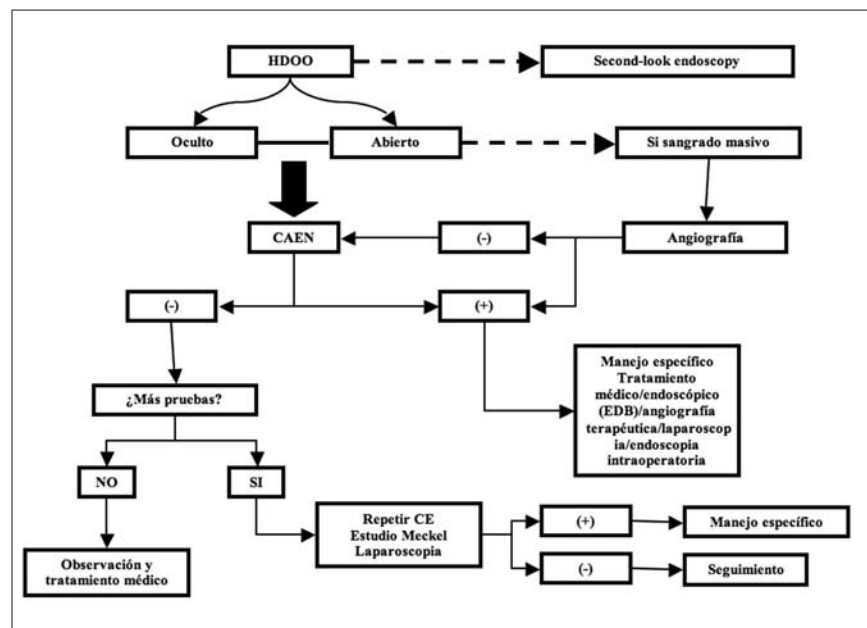 HDOO
Second-look endoscopy
Oculto
Abierto
Si sangrado masivo
CAEN
(-)
Angiografía
(-)
(+)
Manejo específico
Tratamiento
médico/endoscópico
(EDB)/angiografía
terapéutica/laparoscop
ia/endoscopia
intraoperatoria
¿Más pruebas?
NO
SI
Repetir CE
Estudio Meckel
Laparoscopia
(+)
Manejo específico
Observación y
tratamiento médico
(-)
Seguimiento